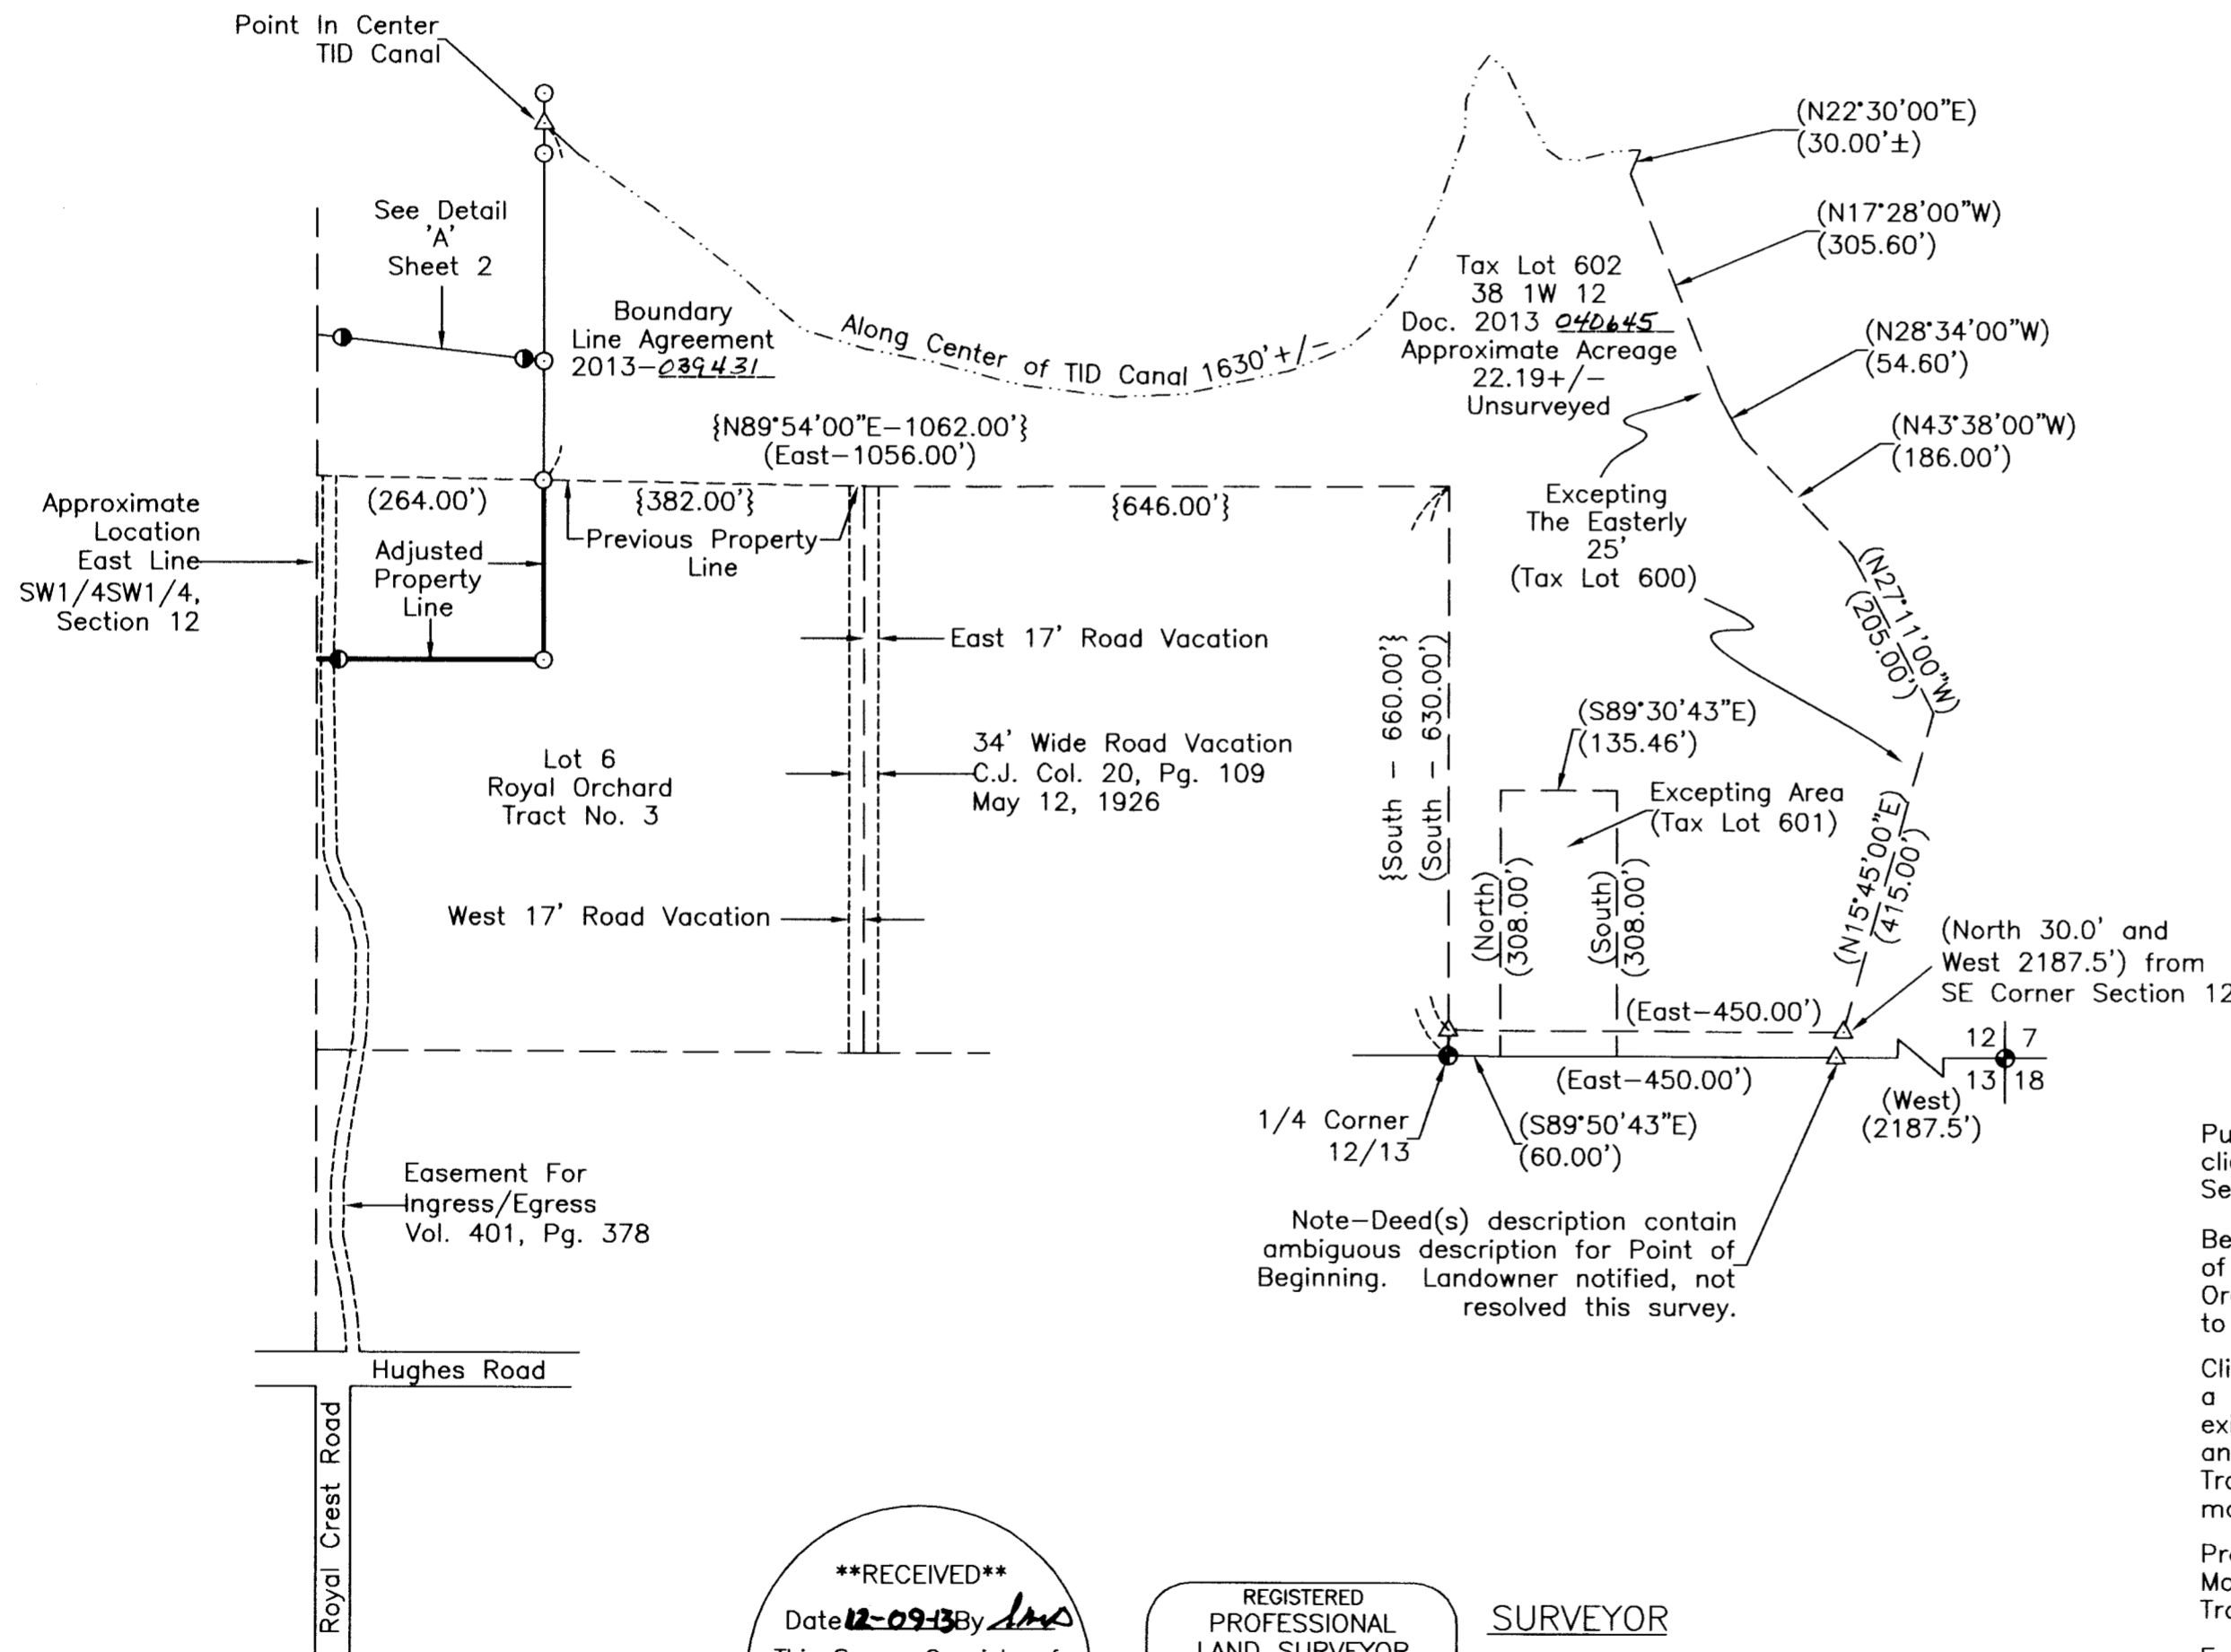 Point In Center
TID Canal
See Detail
'A'
Sheet 2
Boundary
Line Agreement
2013-039431
Along Center of TID Canal 1630'+/-
{N89°54'00"E-1062.00'}
(East-1056.00')
(264.00')
{382.00'}
{646.00'}
Previous Property
Line
Approximate
Location
East Line
SW1/4SW1/4,
Section 12
Adjusted
Property
Line
Tax Lot 602
38 1W 12
Doc. 2013 040645
Approximate Acreage
22.19+/-
Unsurveyed
(N22°30'00"E)
(30.00'±)
(N17°28'00"W)
(305.60')
(N28°34'00"W)
(54.60')
(N43°38'00"W)
(186.00')
Excepting
The Easterly
25'
(Tax Lot 600)
(N27°11'00"W)
(205.00')
East 17' Road Vacation
{South - 660.00'}
(South - 630.00')
(S89°30'43"E)
(135.46')
Lot 6
Royal Orchard
Tract No. 3
34' Wide Road Vacation
C.J. Col. 20, Pg. 109
May 12, 1926
Excepting Area
(Tax Lot 601)
West 17' Road Vacation
(North)
(308.00')
(South)
(308.00')
(N15°45'00"E)
(415.00')
(North 30.0' and
West 2187.5') from
SE Corner Section 12
(East-450.00')
(East-450.00')
12 7
13 18
(West)
(2187.5')
1/4 Corner
12/13
(S89°50'43"E)
(60.00')
Easement For
Ingress/Egress
Vol. 401, Pg. 378
Note-Deed(s) description contain
ambiguous description for Point of
Beginning. Landowner notified, not
resolved this survey.
Hughes Road
Royal Crest Road
**RECEIVED**
Date 12-09-13 By
REGISTERED
PROFESSIONAL
LAND SURVEYOR
SURVEYOR
Be
of
to
a